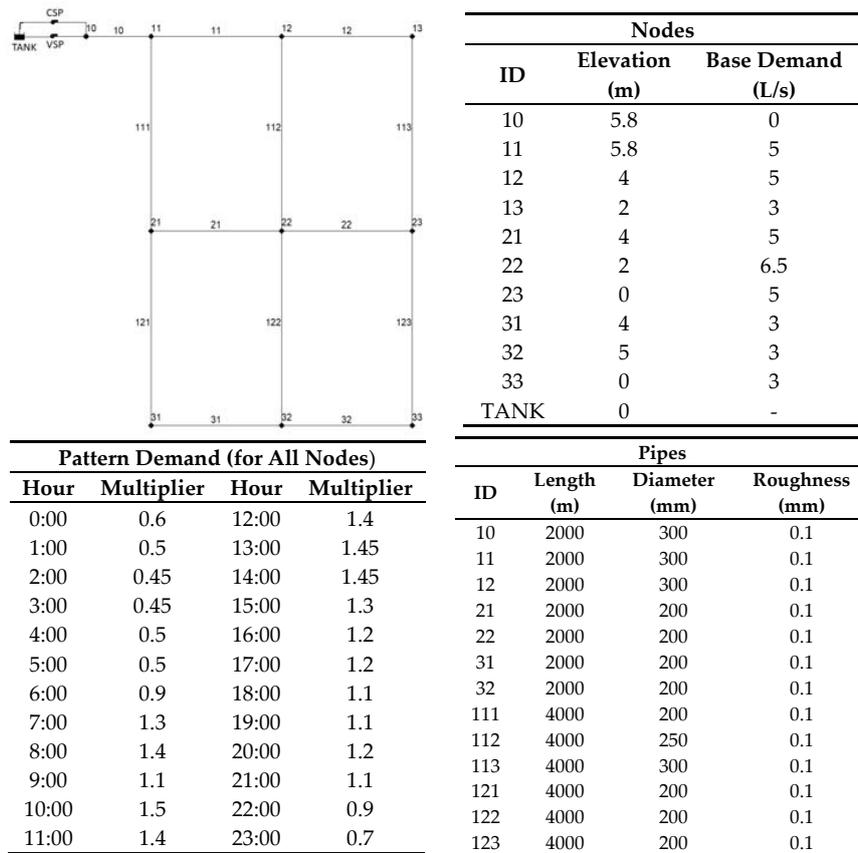 CSP
TANK VSP 10 10 11 11 12 12 13
111 112 113
21 21 22 22 23
121 122 123
31 31 32 32 33
Nodes
ID Elevation (m) Base Demand (L/s)
10 5.8 0
11 5.8 5
12 4 5
13 2 3
21 4 5
22 2 6.5
23 0 5
31 4 3
32 5 3
33 0 3
TANK 0 -
Pattern Demand (for All Nodes)
Hour Multiplier Hour Multiplier
0:00 0.6 12:00 1.4
1:00 0.5 13:00 1.45
2:00 0.45 14:00 1.45
3:00 0.45 15:00 1.3
4:00 0.5 16:00 1.2
5:00 0.5 17:00 1.2
6:00 0.9 18:00 1.1
7:00 1.3 19:00 1.1
8:00 1.4 20:00 1.2
9:00 1.1 21:00 1.1
10:00 1.5 22:00 0.9
11:00 1.4 23:00 0.7
Pipes
ID Length (m) Diameter (mm) Roughness (mm)
10 2000 300 0.1
11 2000 300 0.1
12 2000 300 0.1
21 2000 200 0.1
22 2000 200 0.1
31 2000 200 0.1
32 2000 200 0.1
111 4000 200 0.1
112 4000 250 0.1
113 4000 300 0.1
121 4000 200 0.1
122 4000 200 0.1
123 4000 200 0.1